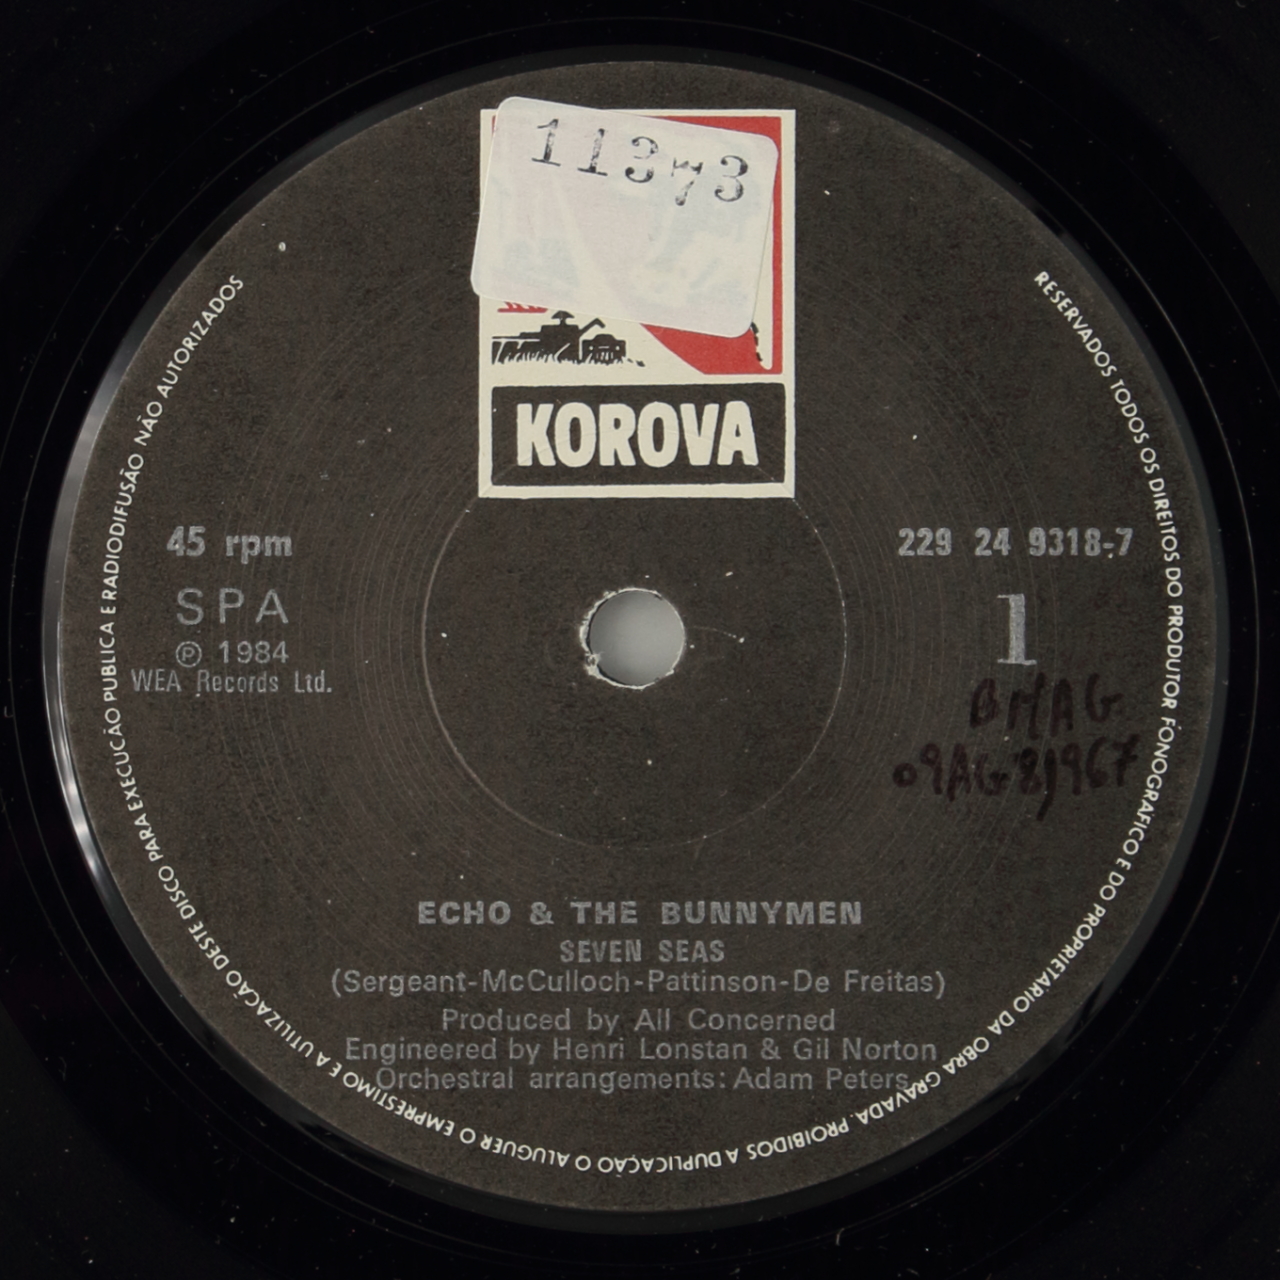 11373
KOROVA
45 rpm
SPA
℗ 1984
WEA Records Ltd.
229 24 9318-7
1
BMAG
ECHO & THE BUNNYMEN
SEVEN SEAS
(Sergeant-McCulloch-Pattinson-De Freitas)
Produced by All Concerned
Engineered by Henri Lonstan & Gil Norton
Orchestral arrangements: Adam Peters
RESERVADOS TODOS OS DIREITOS DO PRODUTOR FONOGRAFICO E DO PROPRIETARIO DA OBRA GRAVADA. PROIBIDOS A DUPLICAÇÃO O ALUGUER O EMPRESTIMO E A UTILIZAÇÃO DESTE DISCO PARA EXECUÇÃO PUBLICA E RADIODIFUSÃO NÃO AUTORIZADOS